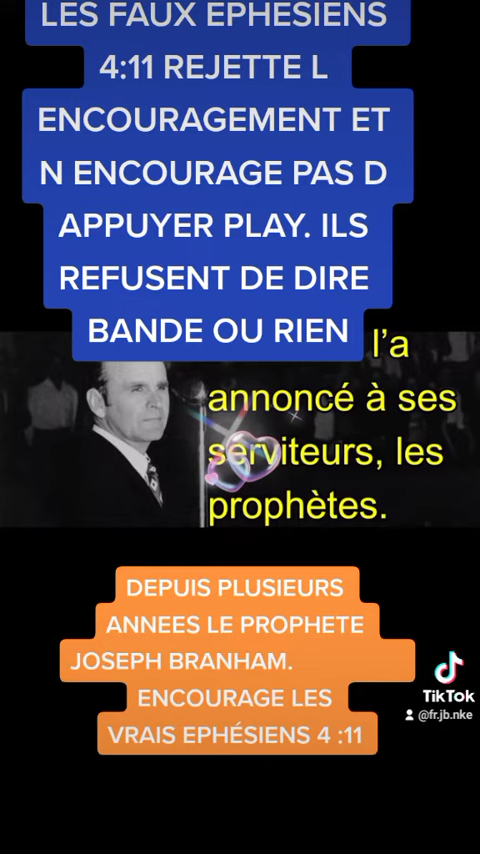 LES FAUX EPHESIENS
4:11 REJETTE L
ENCOURAGEMENT ET
N ENCOURAGE PAS D
APPUYER PLAY. ILS
REFUSENT DE DIRE
BANDE OU RIEN
l'a
annoncé à ses
serviteurs, les
prophètes.
DEPUIS PLUSIEURS
ANNEES LE PROPHETE
JOSEPH BRANHAM.
ENCOURAGE LES
VRAIS EPHÉSIENS 4 :11
TikTok
@fr.jb.nke